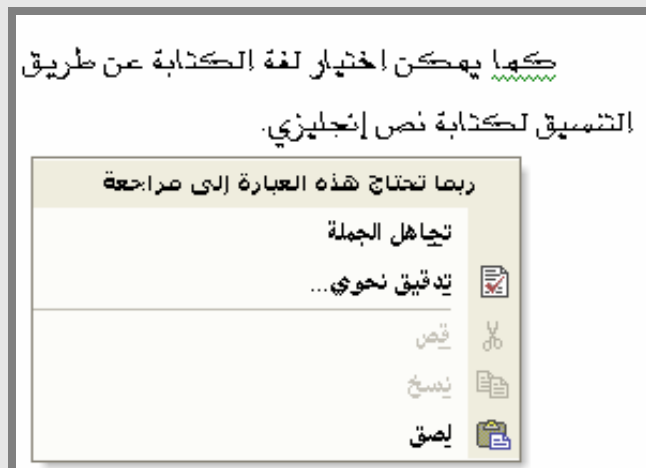 كما يمكن اختيار لغة الكتابة عن طريق
التنسيق لكتابة نص إنجليزي.
ربما تحتاج هذه العبارة إلى مراجعة
تجاهل الجملة
تدقيق نحوي...
قص
نسخ
لصق